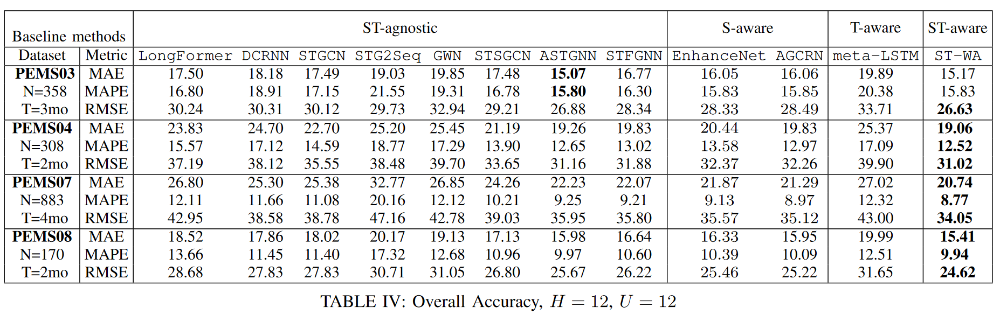 Baseline methods ST-agnostic S-aware T-aware ST-aware
Dataset Metric LongFormer DCRNN STGCN STG2Seq GWN STSGCN ASTGNN STFGNN EnhanceNet AGCRN meta-LSTM ST-WA
PEMS03 MAE 17.50 18.18 17.49 19.03 19.85 17.48 15.07 16.77 16.05 16.06 19.89 15.17
N=358 MAPE 16.80 18.91 17.15 21.55 19.31 16.78 15.80 16.30 15.83 15.85 20.38 15.83
T=3mo RMSE 30.24 30.31 30.12 29.73 32.94 29.21 26.88 28.34 28.33 28.49 33.71 26.63
PEMS04 MAE 23.83 24.70 22.70 25.20 25.45 21.19 19.26 19.83 20.44 19.83 25.37 19.06
N=308 MAPE 15.57 17.12 14.59 18.77 17.29 13.90 12.65 13.02 13.58 12.97 17.09 12.52
T=2mo RMSE 37.19 38.12 35.55 38.48 39.70 33.65 31.16 31.88 32.37 32.26 39.90 31.02
PEMS07 MAE 26.80 25.30 25.38 32.77 26.85 24.26 22.23 22.07 21.87 21.29 27.02 20.74
N=883 MAPE 12.11 11.66 11.08 20.16 12.12 10.21 9.25 9.21 9.13 8.97 12.32 8.77
T=4mo RMSE 42.95 38.58 38.78 47.16 42.78 39.03 35.95 35.80 35.57 35.12 43.00 34.05
PEMS08 MAE 18.52 17.86 18.02 20.17 19.13 17.13 15.98 16.64 16.33 15.95 19.99 15.41
N=170 MAPE 13.66 11.45 11.40 17.32 12.68 10.96 9.97 10.60 10.39 10.09 12.51 9.94
T=2mo RMSE 28.68 27.83 27.83 30.71 31.05 26.80 25.67 26.22 25.46 25.22 31.65 24.62
TABLE IV: Overall Accuracy, H = 12, U = 12